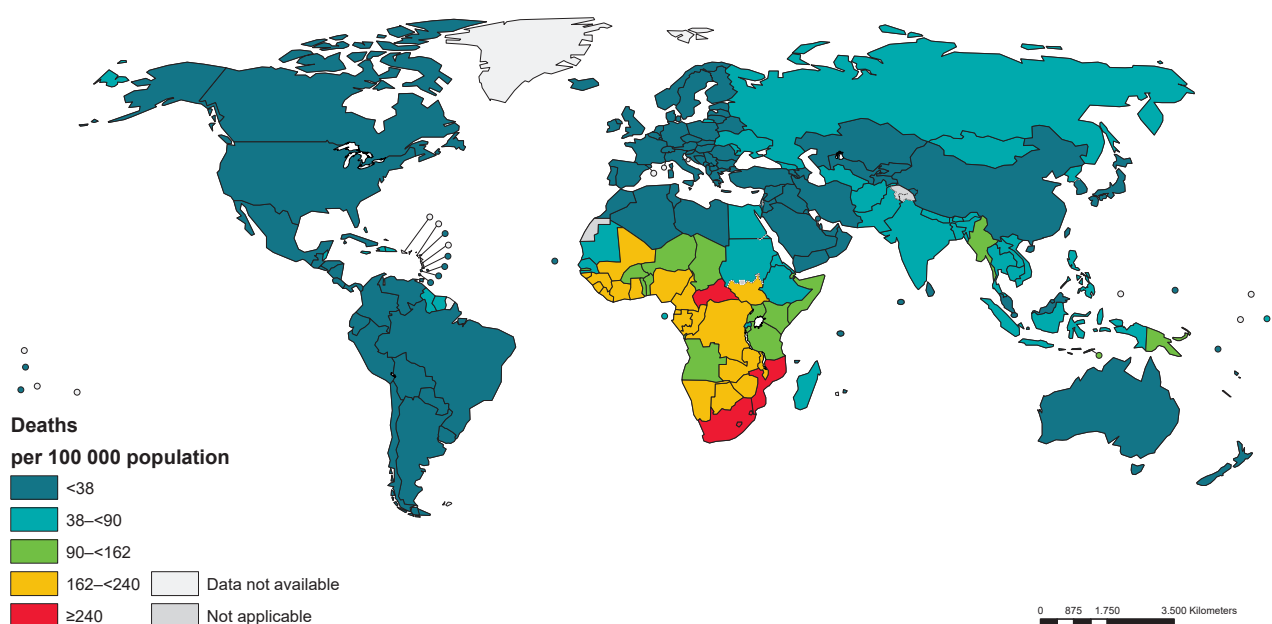 Deaths
per 100 000 population
<38
38–<90
90–<162
162–<240
Data not available
≥240
Not applicable
0 875 1.750 3.500 Kilometers